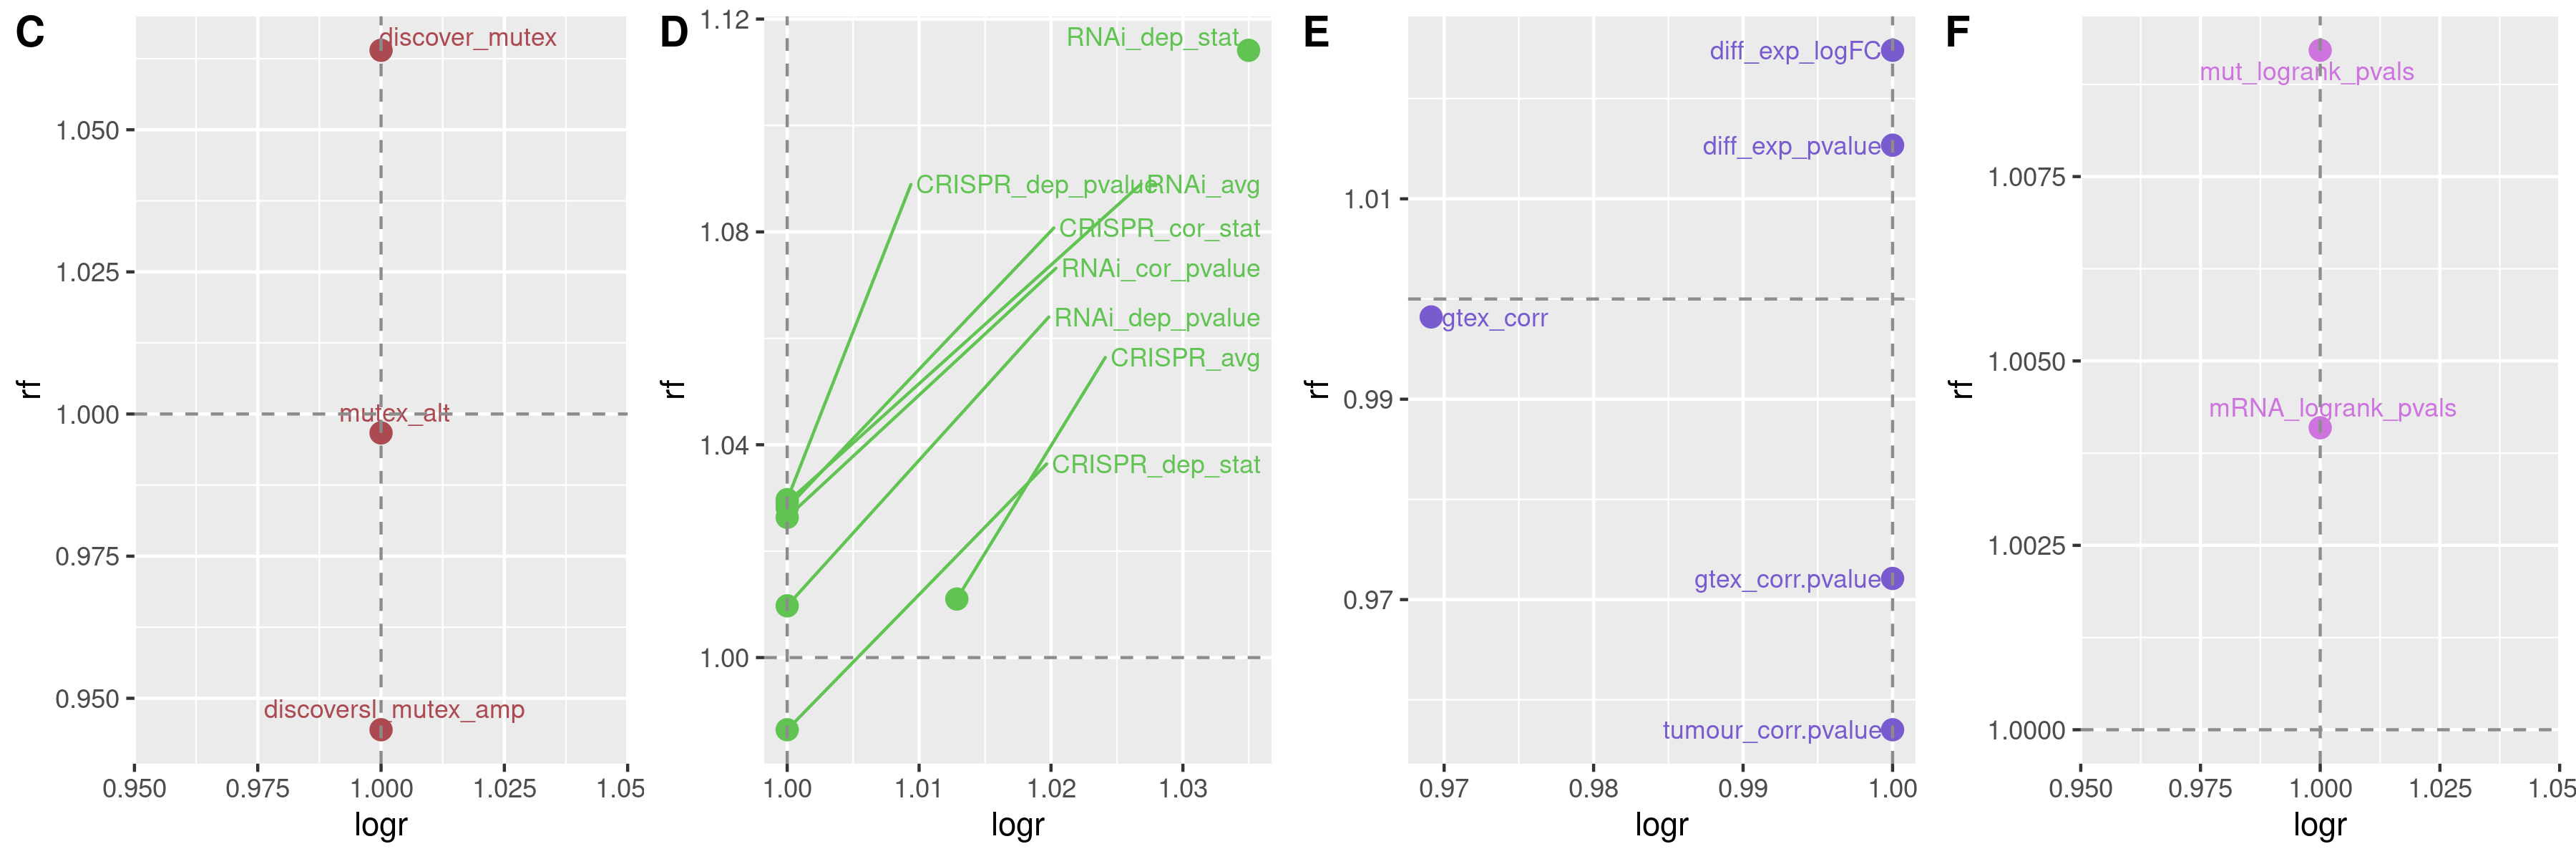 C
discover_mutex
1.050
1.025
1.000
mutex_alt
0.975
0.950
discoversl_mutex_amp
rf
0.950
0.975
1.000
1.025
1.05
logr
D
1.12
RNAi_dep_stat
CRISPR_dep_pvalue
RNAi_avg
1.08
CRISPR_cor_stat
RNAi_cor_pvalue
RNAi_dep_pvalue
CRISPR_avg
1.04
CRISPR_dep_stat
1.00
rf
1.00
1.01
1.02
1.03
logr
E
diff_exp_logFC
diff_exp_pvalue
1.01
gtex_corr
0.99
gtex_corr.pvalue
0.97
tumour_corr.pvalue
rf
0.97
0.98
0.99
1.00
logr
F
mut_logrank_pvals
1.0075
1.0050
mRNA_logrank_pvals
1.0025
1.0000
rf
0.950
0.975
1.000
1.025
1.05
logr